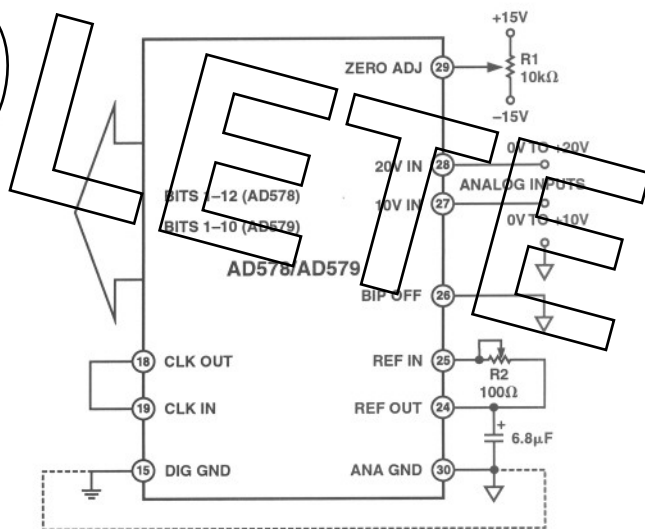 +15V
ZERO ADJ
29
R1
10kΩ
–15V
0V TO +20V
20V IN
28
ANALOG INPUTS
BITS 1–12 (AD578)
10V IN
27
BITS 1–10 (AD579)
0V TO +10V
AD578/AD579
BIP OFF
26
18
CLK OUT
REF IN
25
R2
100Ω
19
CLK IN
REF OUT
24
+
6.8μF
15
DIG GND
ANA GND
30
LETE